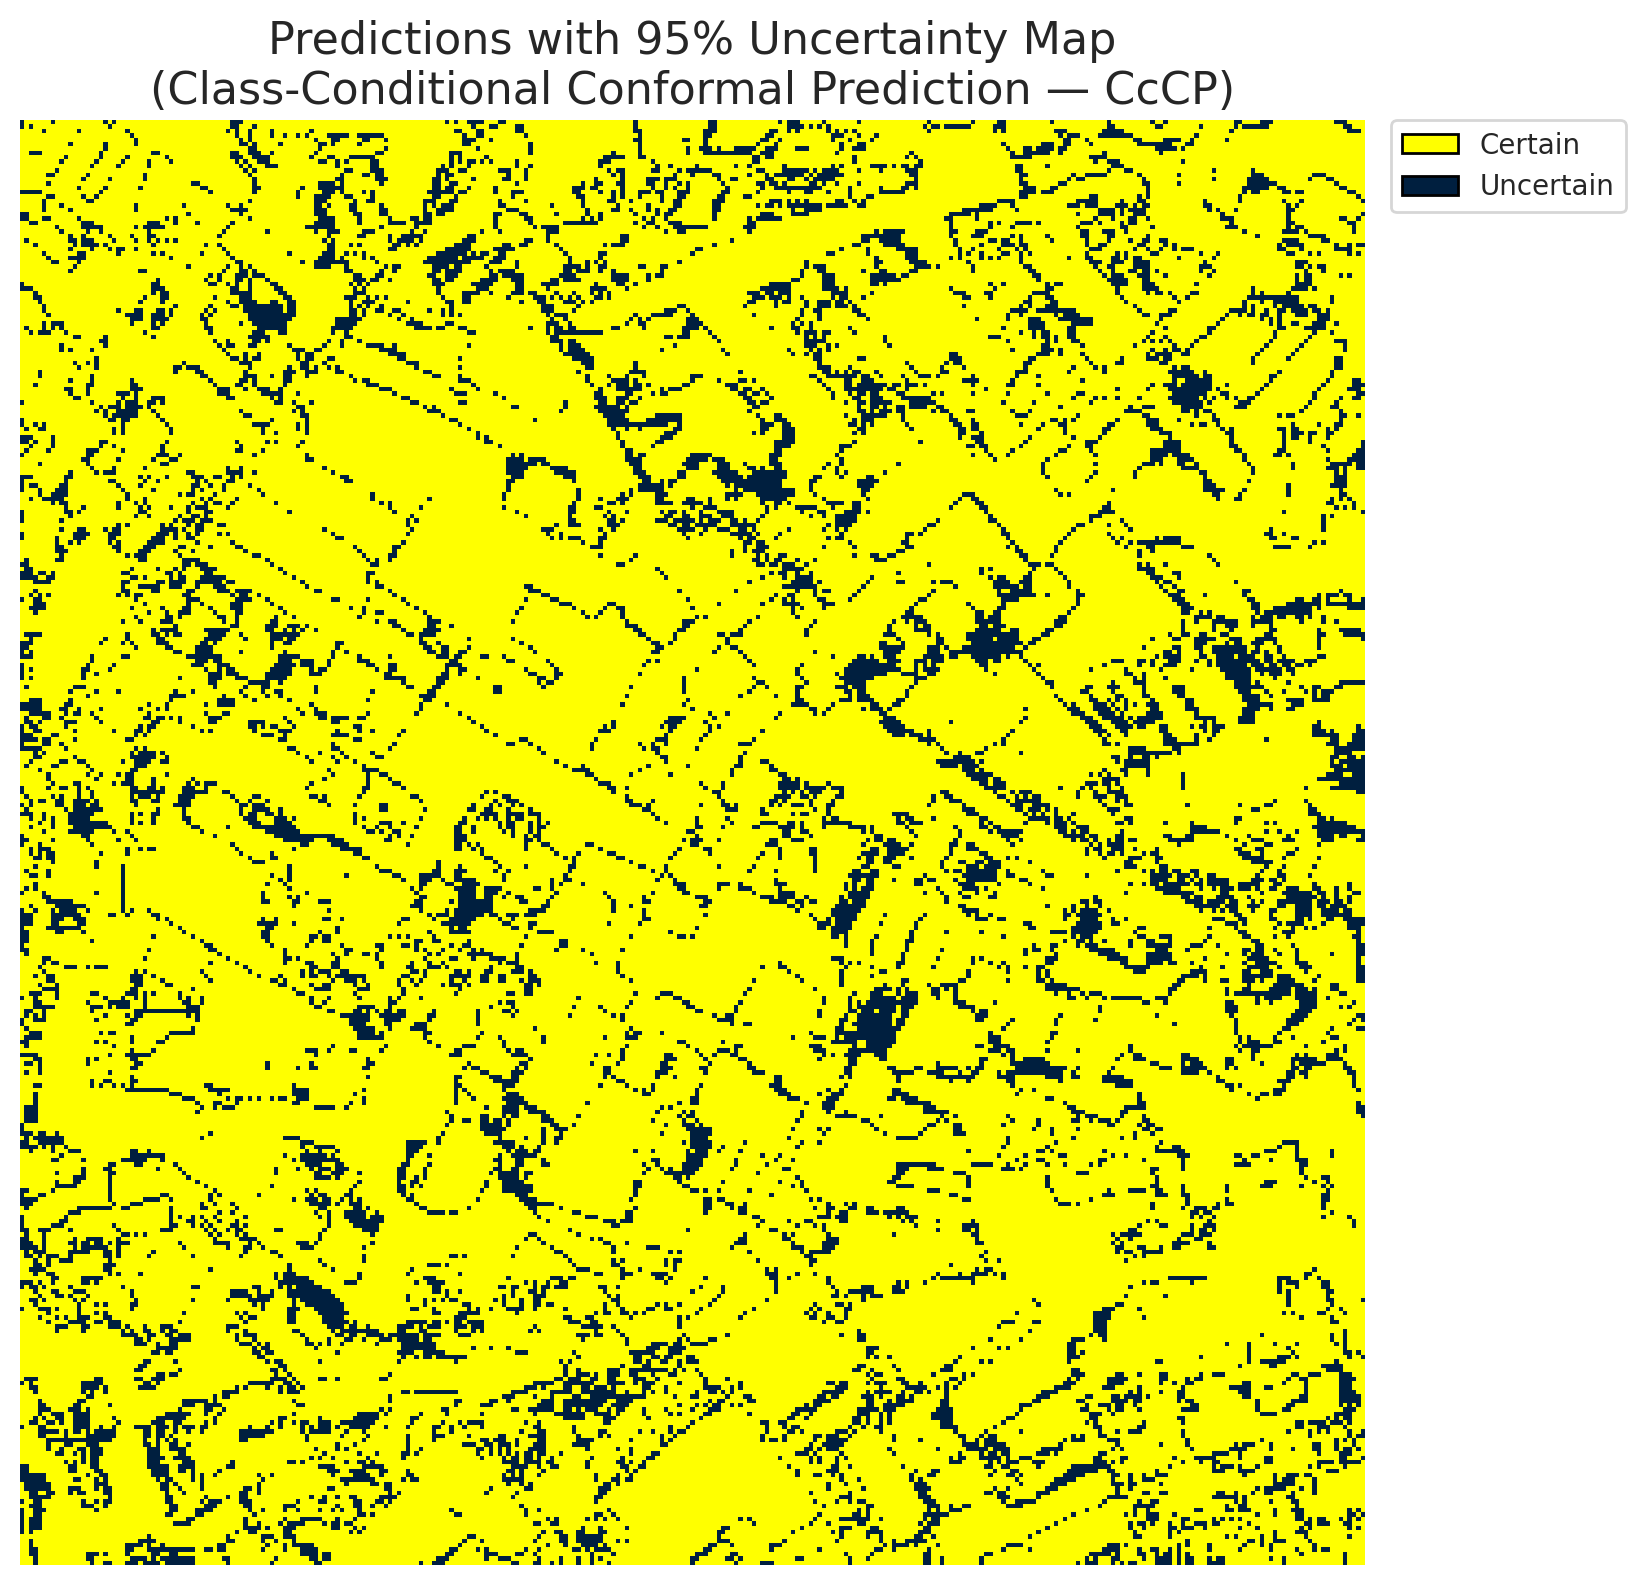 Predictions with 95% Uncertainty Map
(Class-Conditional Conformal Prediction — CcCP)
Certain
Uncertain